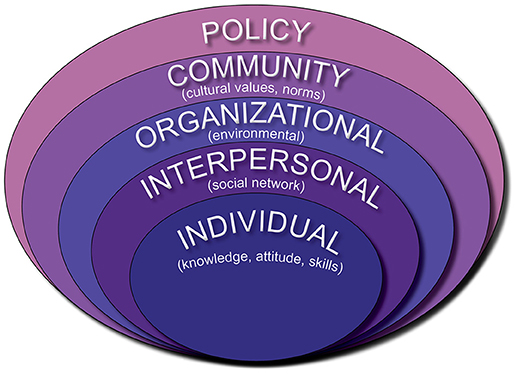 POLICY
COMMUNITY
(cultural values, norms)
ORGANIZATIONAL
(environmental)
INTERPERSONAL
(social network)
INDIVIDUAL
(knowledge, attitude, skills)